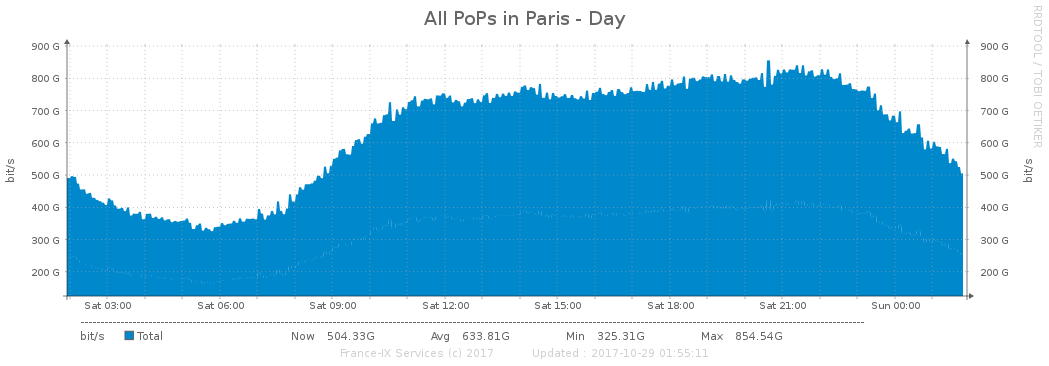 All PoPs in Paris - Day
RRDTOOL / TOBI OETIKER
900 G 900 G
800 G 800 G
700 G 700 G
600 G 600 G
500 G 500 G
400 G 400 G
300 G 300 G
200 G 200 G
bit/s bit/s
Sat 03:00 Sat 06:00 Sat 09:00 Sat 12:00 Sat 15:00 Sat 18:00 Sat 21:00 Sun 00:00
bit/s Total Now 504.33G Avg 633.81G Min 325.31G Max 854.54G
France-IX Services (c) 2017 Updated : 2017-10-29 01:55:11